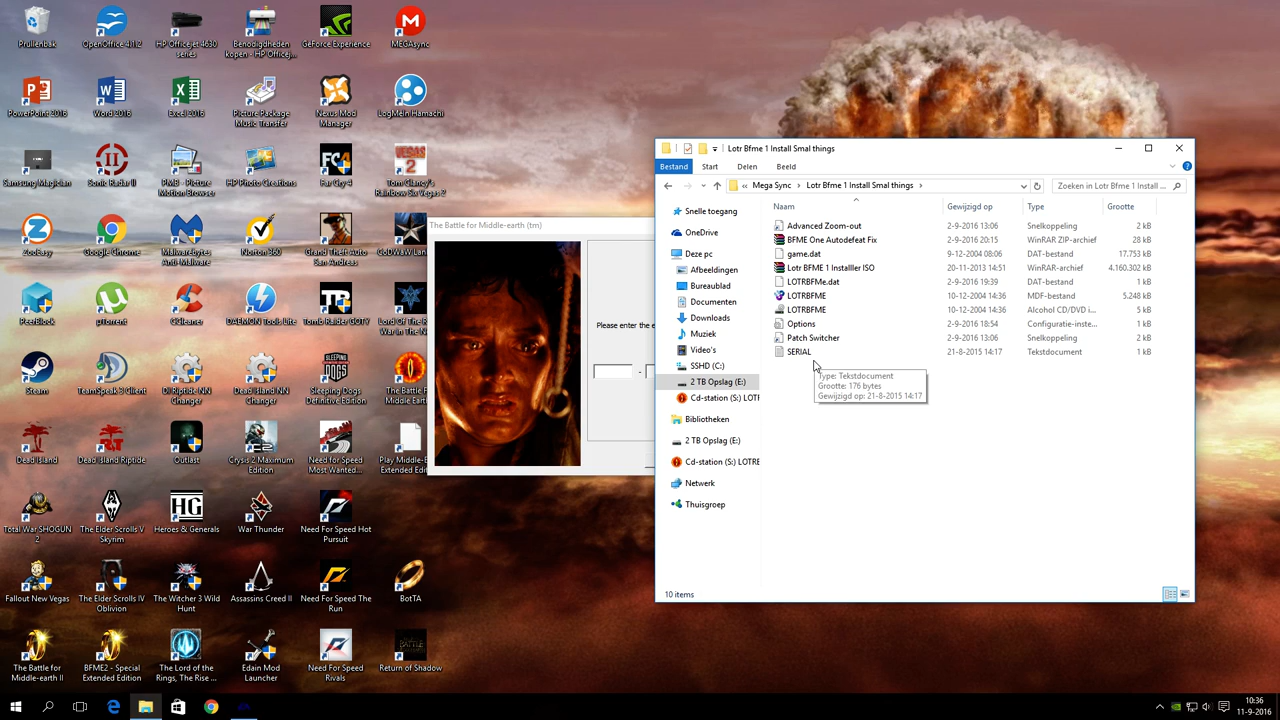 Prullenbak
OpenOffice 4.1.2
HP Officejet 4630 series
Benodigdheden kopen - HP Officej...
GeForce Experience
MEGAsync
PowerPoint 2016
Word 2016
Excel 2016
Picture Package Music Transfer
Nexus Mod Manager
LogMeIn Hamachi
Samsung Magician
Sonic Radar II
PMB - Picture Motion Browser
HP Photo Creations
Far Cry 4
Tom Clancy's Rainbow Six Vegas 2
ZooEasy
Google Chrome
Malwarebytes Anti-Malware
Norton 360
Grand Theft Auto San Andreas
CoDWaW Lan
PeerBlock
µTorrent
CCleaner
DAEMON Tools Lite
Tomb Raider GOTY
Lord Of The R
War in The N
Steam
TeamSpeak 3 Client
DI Riptide NN Changer
Dead Island NN Changer
Sleeping Dogs Definitive Edition
The Battle F
Middle Earth
Dead Island
Dead Island Riptide
Outlast
Crysis 2 Maximum Edition
Need for Speed Most Wanted...
Play Middle-E
Extended Edit
Total War SHOGUN 2
The Elder Scrolls V Skyrim
Heroes & Generals
War Thunder
Need For Speed Hot Pursuit
Fallout New Vegas
The Elder Scrolls IV Oblivion
The Witcher 3 Wild Hunt
Assassins Creed II
Need For Speed The Run
BotTA
The Battle for Middle-earth II
BFME2 - Special Extended Edition
The Lord of the Rings, The Rise ...
Edain Mod Launcher
Need For Speed Rivals
Return of Shadow
The Battle for Middle-earth (tm)
Please enter the e
-
Lotr Bfme 1 Install Smal things
Bestand Start Delen Beeld
« Mega Sync > Lotr Bfme 1 Install Smal things >
Zoeken in Lotr Bfme 1 Install ...
Snelle toegang
OneDrive
Deze pc
Afbeeldingen
Bureaublad
Documenten
Downloads
Muziek
Video's
SSHD (C:)
2 TB Opslag (E:)
Cd-station (S:) LOTF
Bibliotheken
2 TB Opslag (E:)
Cd-station (S:) LOTRE
Netwerk
Thuisgroep
Naam Gewijzigd op Type Grootte
Advanced Zoom-out 2-9-2016 13:06 Snelkoppeling 2 kB
BFME One Autodefeat Fix 2-9-2016 20:15 WinRAR ZIP-archief 28 kB
game.dat 9-12-2004 08:06 DAT-bestand 17.753 kB
Lotr BFME 1 Installler ISO 20-11-2013 14:51 WinRAR-archief 4.160.302 kB
LOTRBFMe.dat 2-9-2016 19:39 DAT-bestand 1 kB
LOTRBFME 10-12-2004 14:36 MDF-bestand 5,248 kB
LOTRBFME 10-12-2004 14:36 Alcohol CD/DVD i... 5 kB
Options 2-9-2016 18:54 Configuratie-inste... 1 kB
Patch Switcher 2-9-2016 13:06 Snelkoppeling 2 kB
SERIAL 21-8-2015 14:17 Tekstdocument 1 kB
Type: Tekstdocument
Grootte: 176 bytes
Gewijzigd op: 21-8-2015 14:17
10 items
10:36
11-9-2016